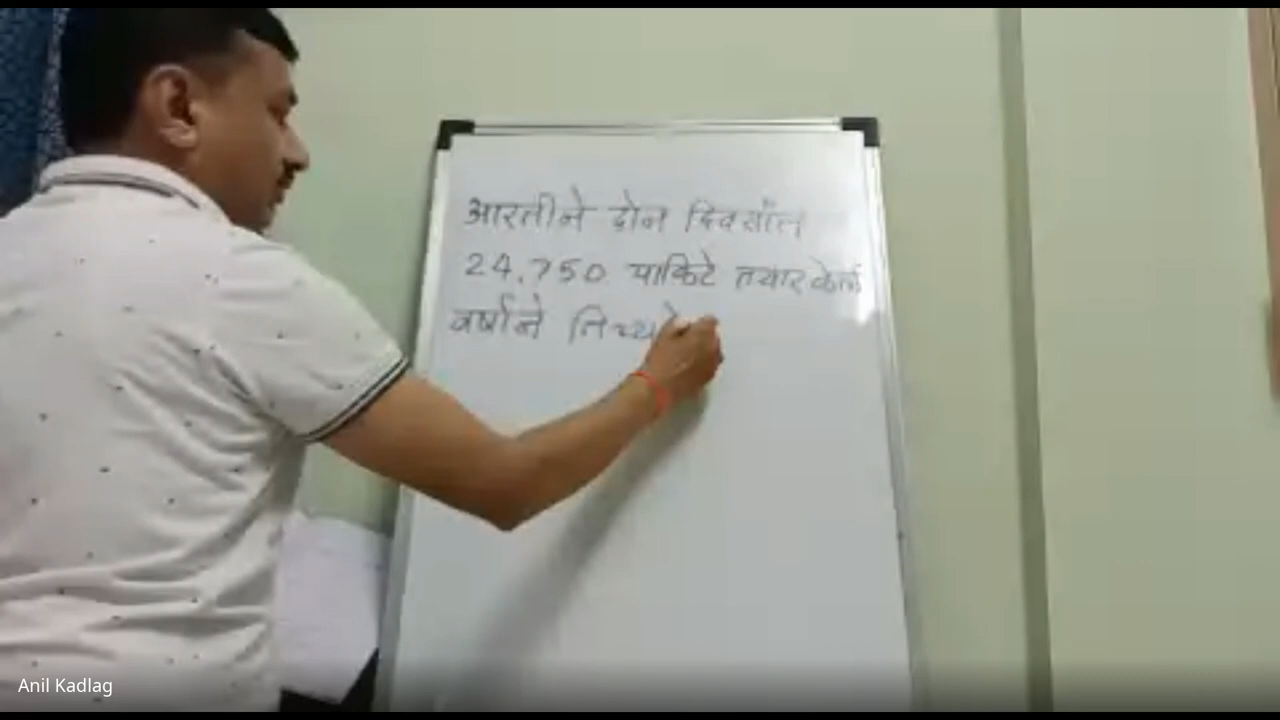 आरतीने दोन दिवसांत
24,750 पाकिटे तयार केली
वर्षाने
Anil Kadlag